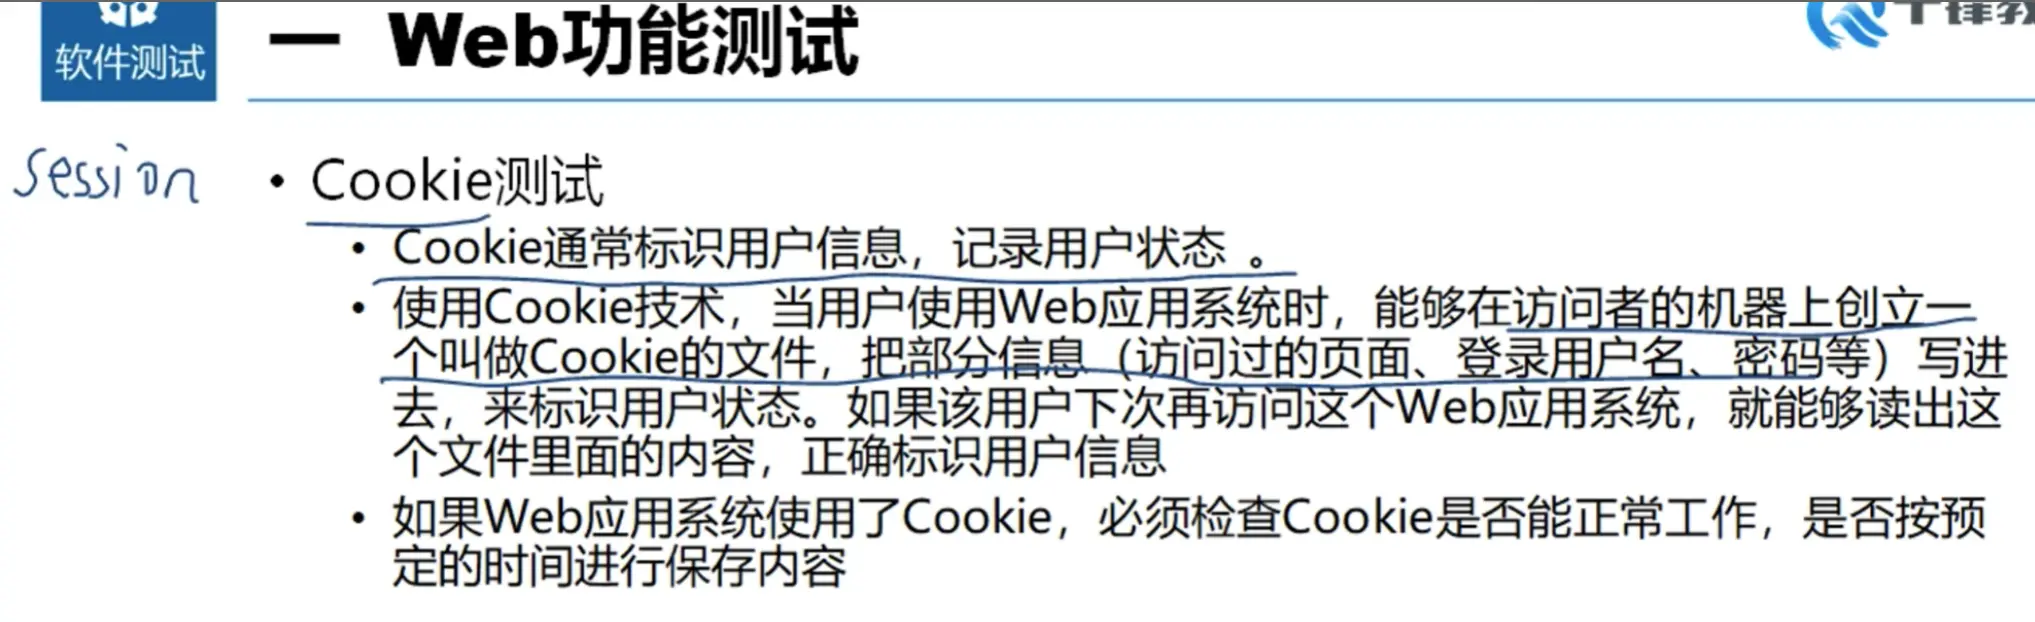 软件测试
一 Web功能测试
千锋教
session
• Cookie测试
• Cookie通常标识用户信息，记录用户状态 。
• 使用Cookie技术，当用户使用Web应用系统时，能够在访问者的机器上创立一
个叫做Cookie的文件，把部分信息（访问过的页面、登录用户名、密码等）写进
去，来标识用户状态。如果该用户下次再访问这个Web应用系统，就能够读出这
个文件里面的内容，正确标识用户信息
• 如果Web应用系统使用了Cookie，必须检查Cookie是否能正常工作，是否按预
定的时间进行保存内容